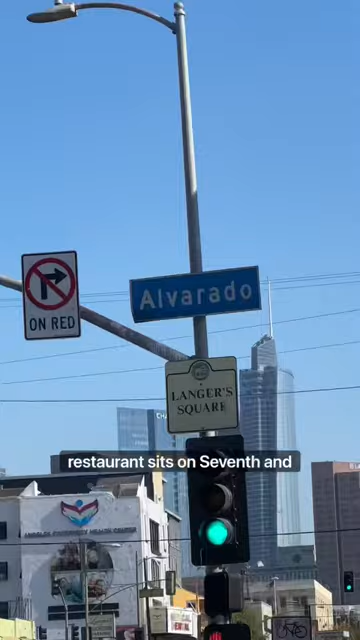 Alvarado
ON RED
LANGER'S
SQUARE
restaurant sits on Seventh and